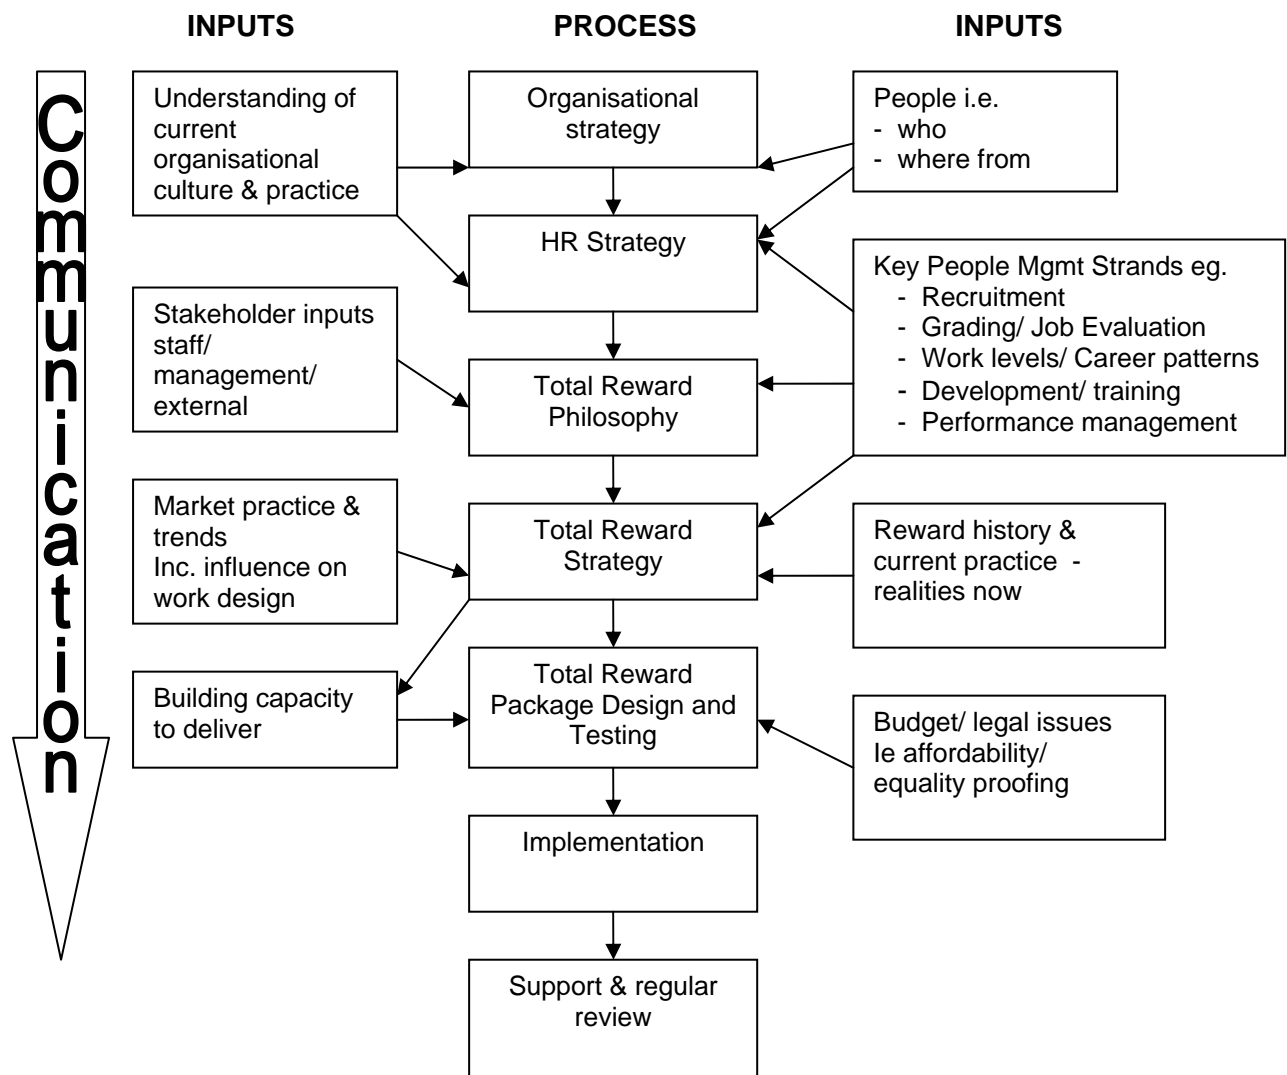 INPUTS
PROCESS
INPUTS
Communication
Understanding of
current
organisational
culture & practice
Organisational
strategy
People i.e.
- who
- where from
HR Strategy
Key People Mgmt Strands eg.
- Recruitment
- Grading/ Job Evaluation
- Work levels/ Career patterns
- Development/ training
- Performance management
Stakeholder inputs
staff/
management/
external
Total Reward
Philosophy
Market practice &
trends
Inc. influence on
work design
Total Reward
Strategy
Reward history &
current practice -
realities now
Building capacity
to deliver
Total Reward
Package Design and
Testing
Budget/ legal issues
Ie affordability/
equality proofing
Implementation
Support & regular
review